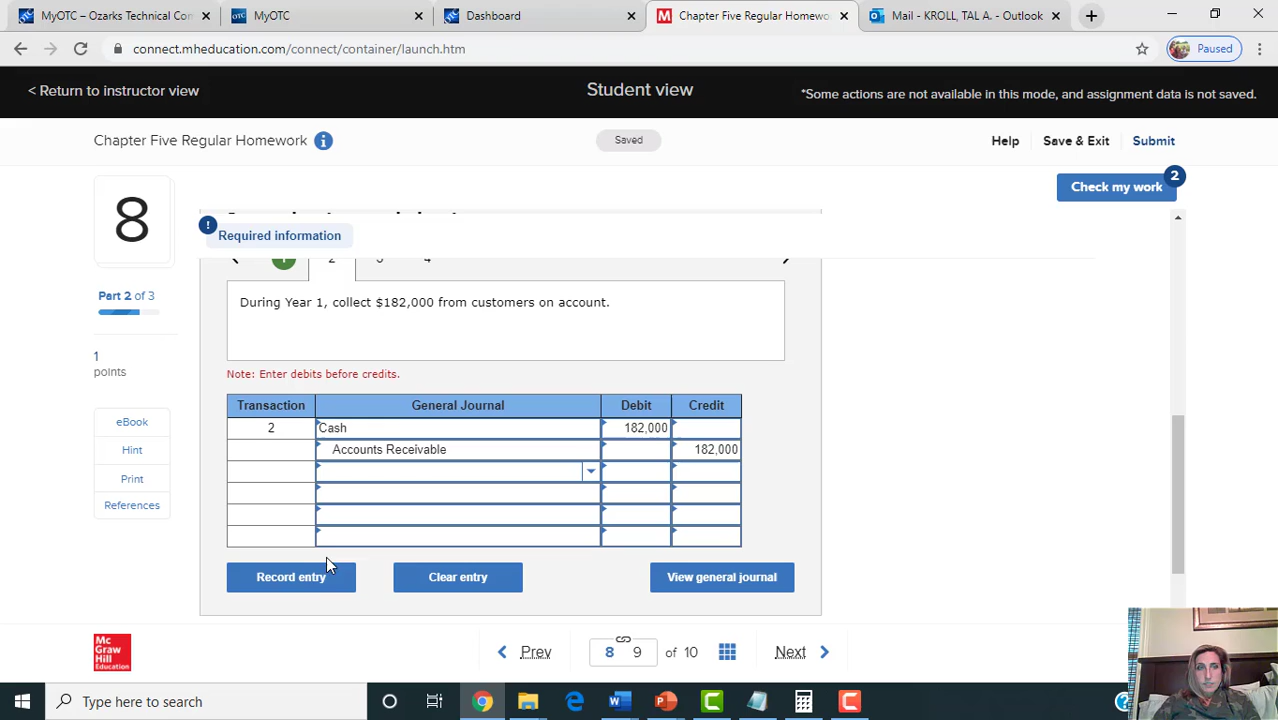 MyOTC – Ozarks Technical Con
MyOTC
Dashboard
Chapter Five Regular Homewo
Mail - KROLL, TAL A. - Outlook
connect.mheducation.com/connect/container/launch.htm
Paused
< Return to instructor view
Student view
*Some actions are not available in this mode, and assignment data is not saved.
Chapter Five Regular Homework
Saved
Help
Save & Exit
Submit
Check my work
2
8
Required information
Part 2 of 3
During Year 1, collect $182,000 from customers on account.
1
points
Note: Enter debits before credits.
Transaction General Journal Debit Credit
2 Cash 182,000
Accounts Receivable 182,000
eBook
Hint
Print
References
Record entry
Clear entry
View general journal
Mc
Graw
Hill
Education
Prev
8 9 of 10
Next
Type here to search